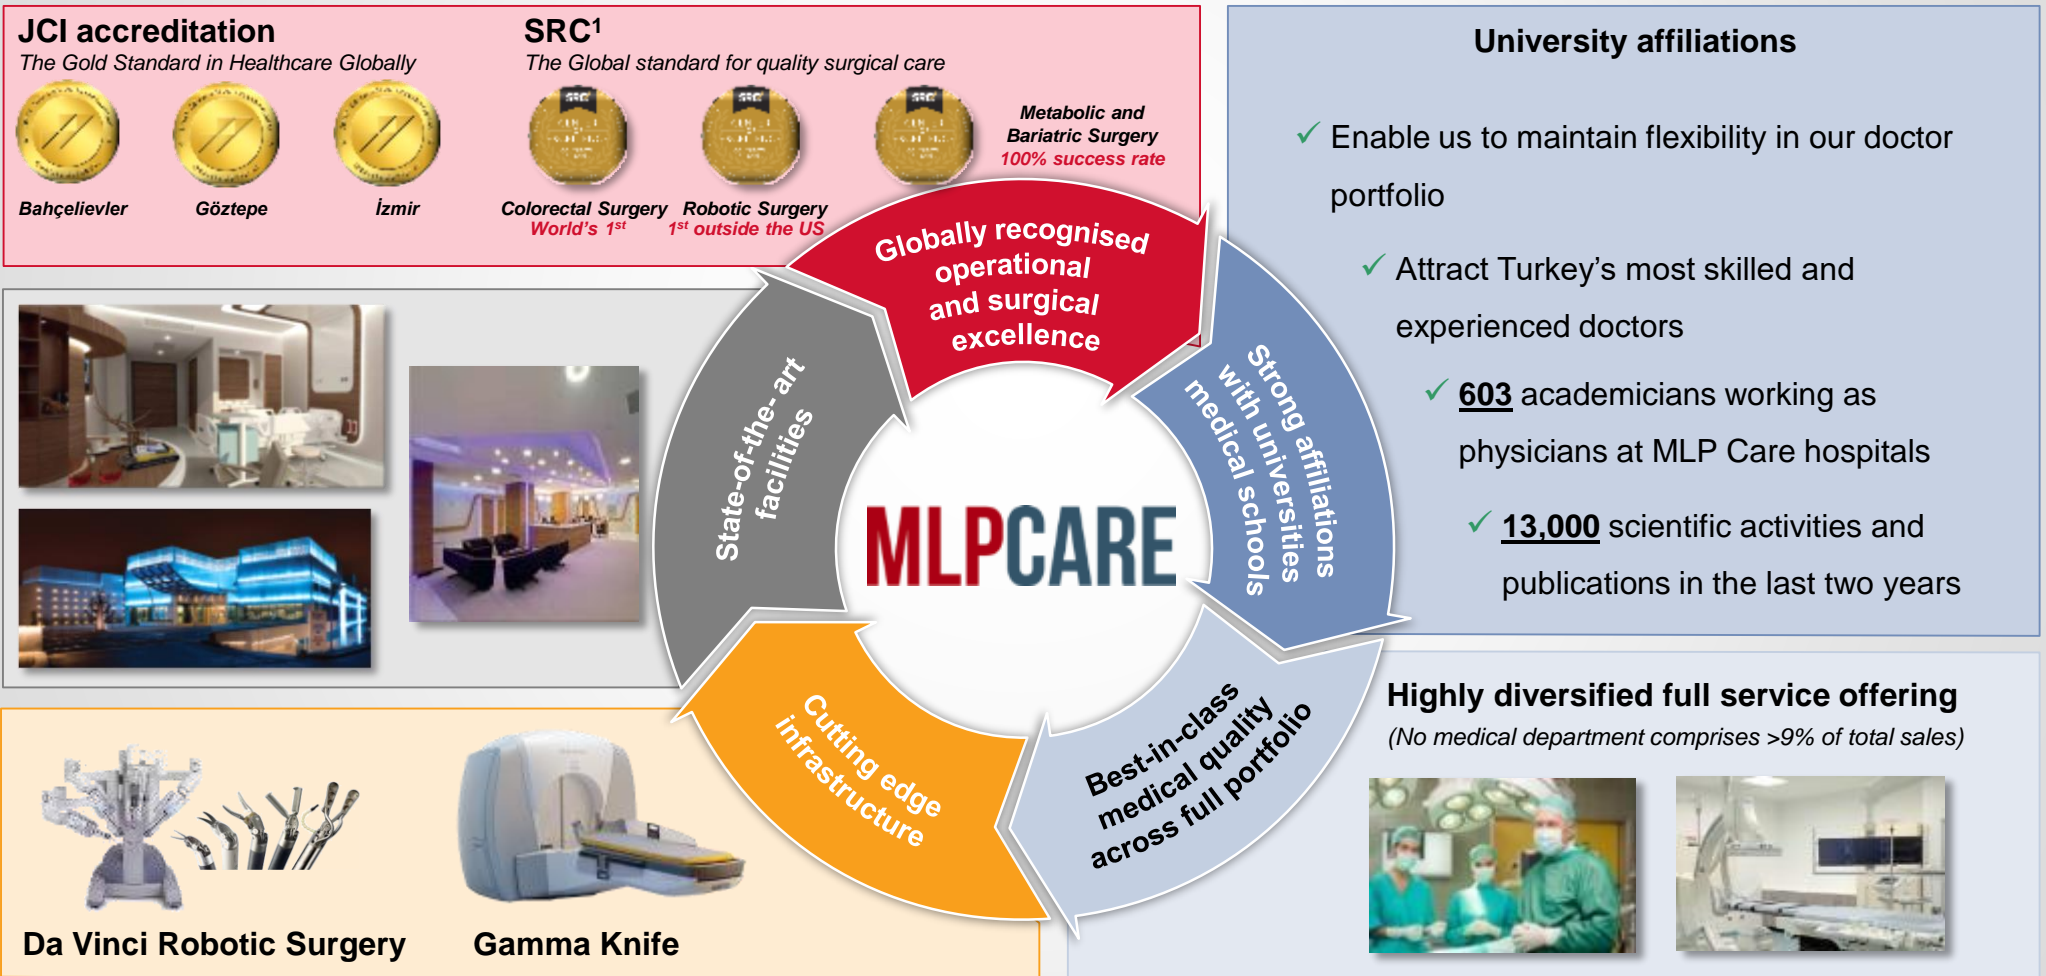 JCI accreditation
The Gold Standard in Healthcare Globally
Bahçelievler
Göztepe
İzmir
SRC¹
The Global standard for quality surgical care
SRC
SRC
SRC
Colorectal Surgery
World's 1st
Robotic Surgery
1st outside the US
Metabolic and
Bariatric Surgery
100% success rate
University affiliations
✓ Enable us to maintain flexibility in our doctor
portfolio
✓ Attract Turkey's most skilled and
experienced doctors
✓ 603 academicians working as
physicians at MLP Care hospitals
✓ 13,000 scientific activities and
publications in the last two years
Globally recognised
operational
and surgical
excellence
Strong affiliations
with universities
medical schools
Best-in-class
medical quality
across full portfolio
Cutting edge
infrastructure
State-of-the- art
facilities
MLPCARE
Highly diversified full service offering
(No medical department comprises >9% of total sales)
Da Vinci Robotic Surgery
Gamma Knife